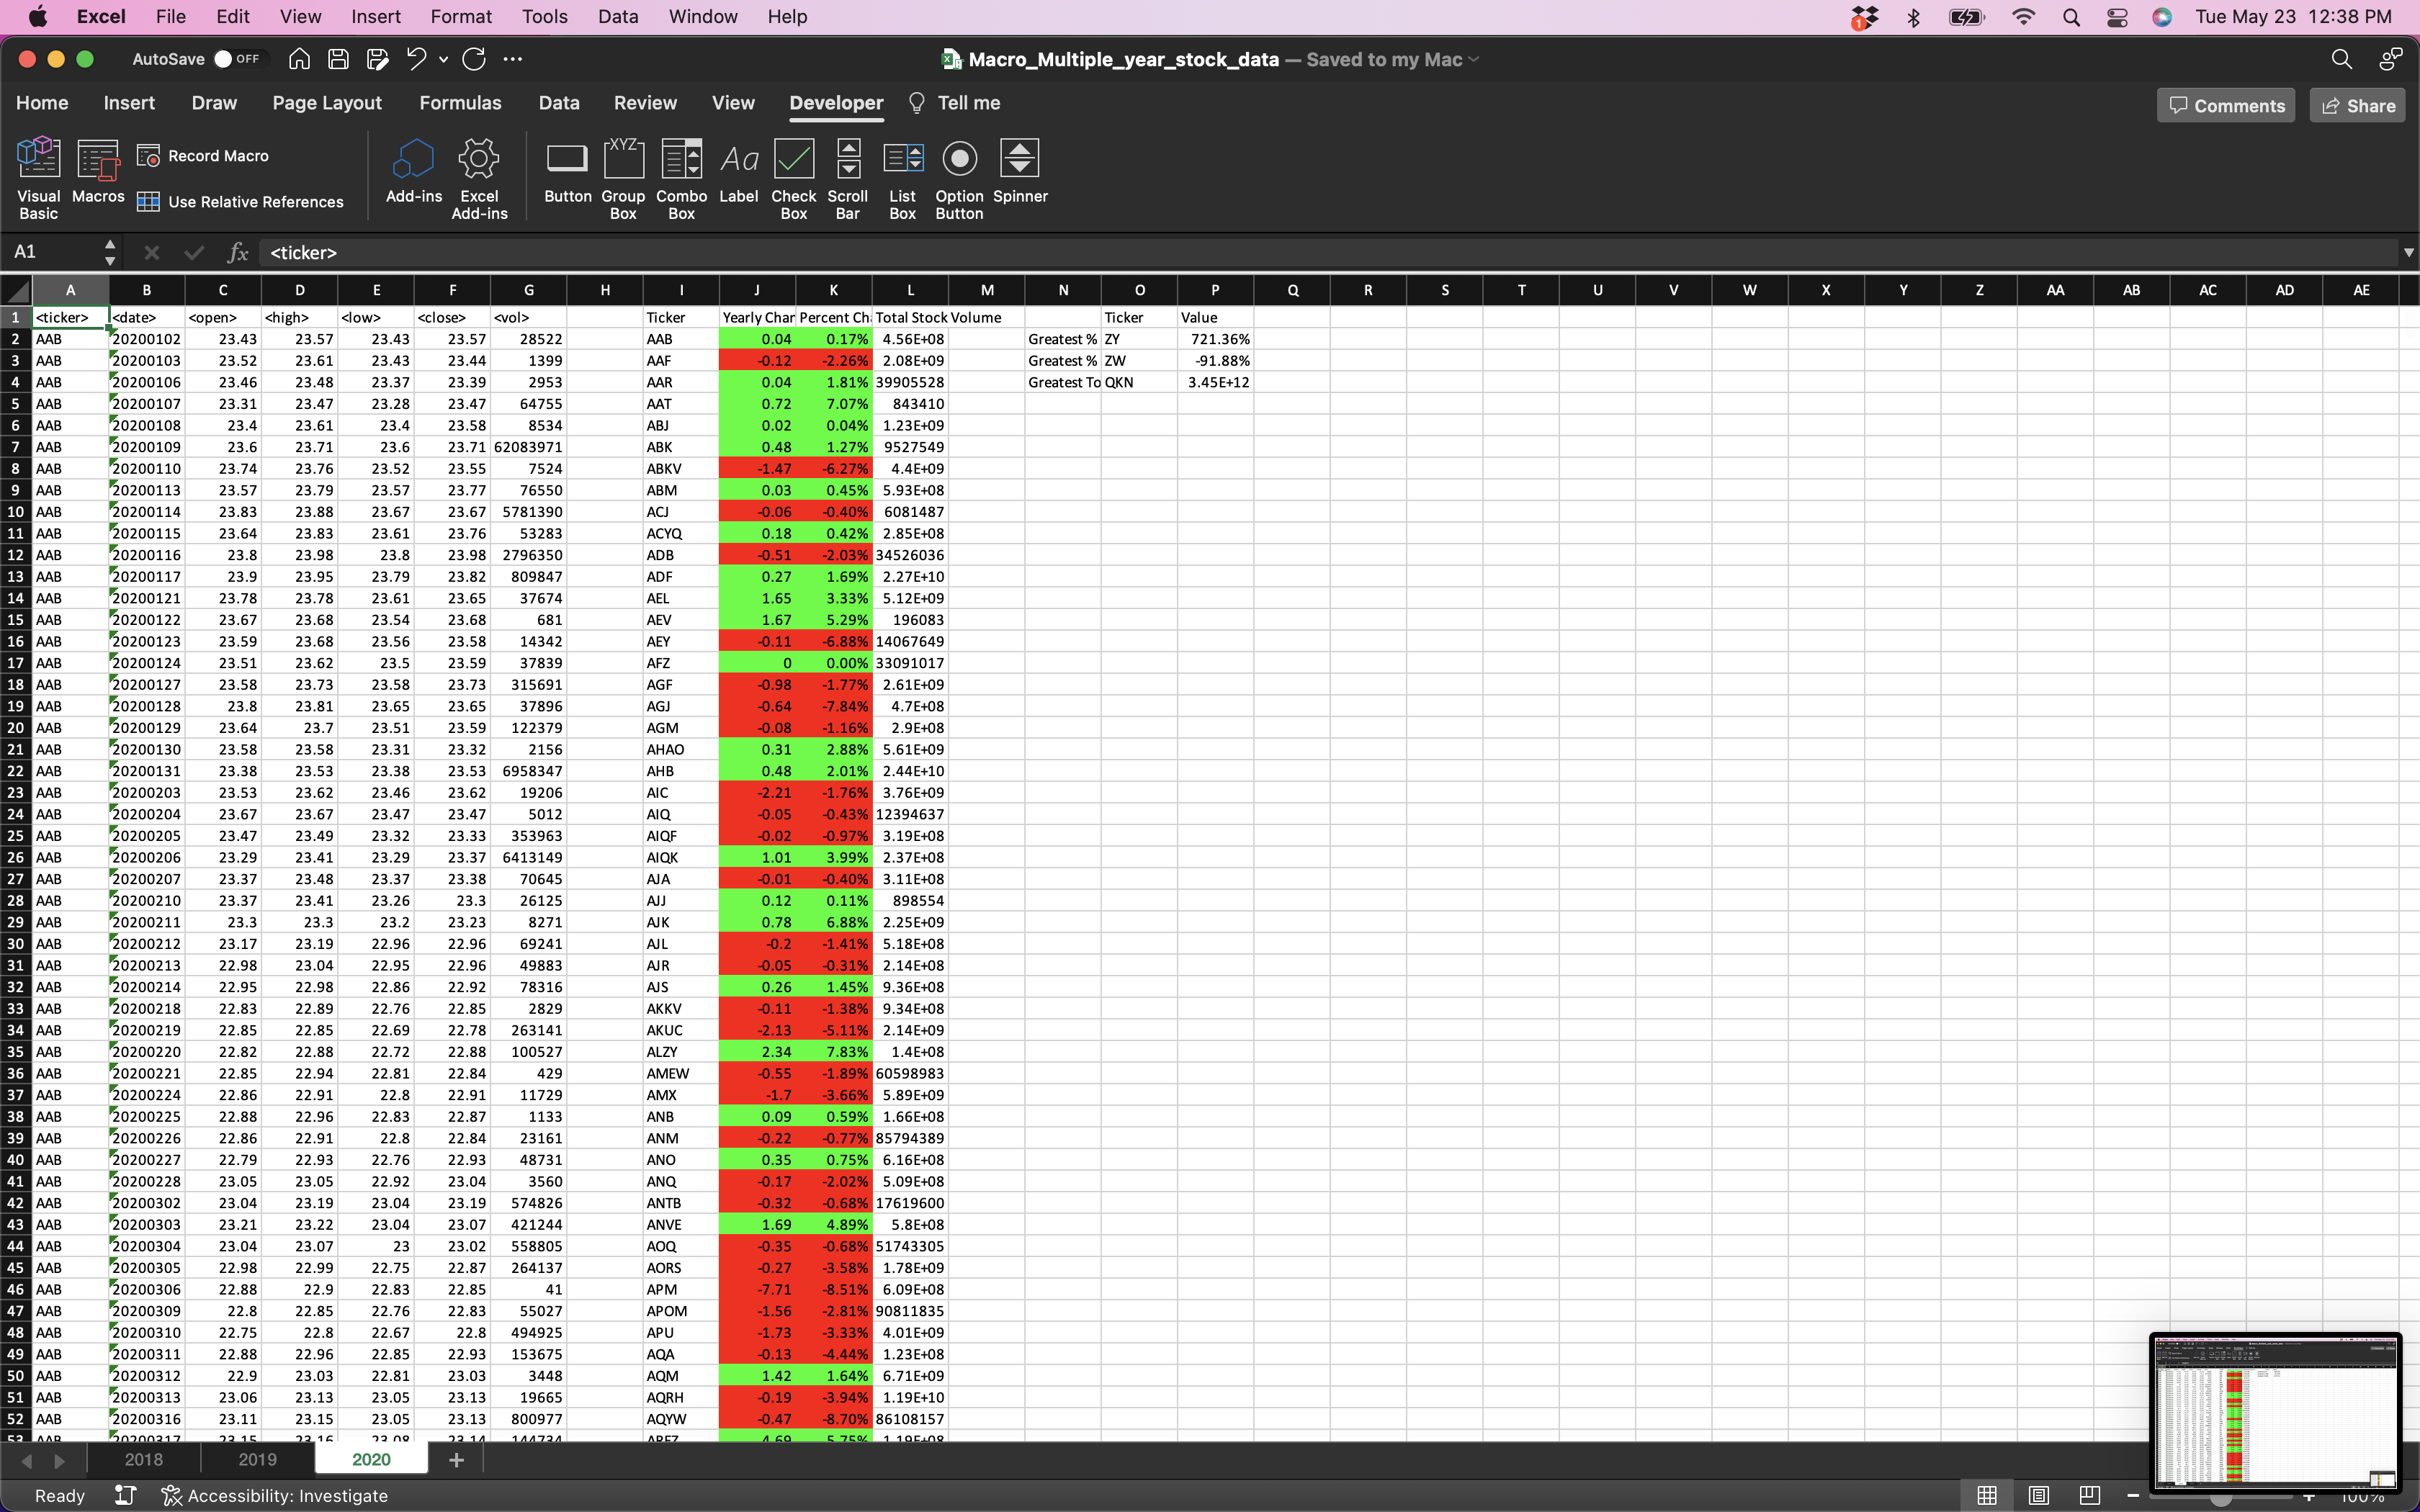 Excel File Edit View Insert Format Tools Data Window Help 1 Tue May 23 12:38 PM
AutoSave OFF Macro_Multiple_year_stock_data — Saved to my Mac
Home Insert Draw Page Layout Formulas Data Review View Developer Tell me Comments Share
Visual Basic Macros Record Macro Use Relative References Add-ins Excel Add-ins Button XYZ Group Box Combo Box Aa Label Check Box Scroll Bar List Box Option Button Spinner
A1 fx <ticker>
A B C D E F G H I J K L M N O P Q R S T U V W X Y Z AA AB AC AD AE
1 <ticker> <date> <open> <high> <low> <close> <vol> Ticker Yearly Char Percent Ch Total Stock Volume Ticker Value
2 AAB 20200102 23.43 23.57 23.43 23.57 28522 AAB 0.04 0.17% 4.56E+08 Greatest % ZY 721.36%
3 AAB 20200103 23.52 23.61 23.43 23.44 1399 AAF -0.12 -2.26% 2.08E+09 Greatest % ZW -91.88%
4 AAB 20200106 23.46 23.48 23.37 23.39 2953 AAR 0.04 1.81% 39905528 Greatest To QKN 3.45E+12
5 AAB 20200107 23.31 23.47 23.28 23.47 64755 AAT 0.72 7.07% 843410
6 AAB 20200108 23.4 23.61 23.4 23.58 8534 ABJ 0.02 0.04% 1.23E+09
7 AAB 20200109 23.6 23.71 23.6 23.71 62083971 ABK 0.48 1.27% 9527549
8 AAB 20200110 23.74 23.76 23.52 23.55 7524 ABKV -1.47 -6.27% 4.4E+09
9 AAB 20200113 23.57 23.79 23.57 23.77 76550 ABM 0.03 0.45% 5.93E+08
10 AAB 20200114 23.83 23.88 23.67 23.67 5781390 ACJ -0.06 -0.40% 6081487
11 AAB 20200115 23.64 23.83 23.61 23.76 53283 ACYQ 0.18 0.42% 2.85E+08
12 AAB 20200116 23.8 23.98 23.8 23.98 2796350 ADB -0.51 -2.03% 34526036
13 AAB 20200117 23.9 23.95 23.79 23.82 809847 ADF 0.27 1.69% 2.27E+10
14 AAB 20200121 23.78 23.78 23.61 23.65 37674 AEL 1.65 3.33% 5.12E+09
15 AAB 20200122 23.67 23.68 23.54 23.68 681 AEV 1.67 5.29% 196083
16 AAB 20200123 23.59 23.68 23.56 23.58 14342 AEY -0.11 -6.88% 14067649
17 AAB 20200124 23.51 23.62 23.5 23.59 37839 AFZ 0 0.00% 33091017
18 AAB 20200127 23.58 23.73 23.58 23.73 315691 AGF -0.98 -1.77% 2.61E+09
19 AAB 20200128 23.8 23.81 23.65 23.65 37896 AGJ -0.64 -7.84% 4.7E+08
20 AAB 20200129 23.64 23.7 23.51 23.59 122379 AGM -0.08 -1.16% 2.9E+08
21 AAB 20200130 23.58 23.58 23.31 23.32 2156 AHAO 0.31 2.88% 5.61E+09
22 AAB 20200131 23.38 23.53 23.38 23.53 6958347 AHB 0.48 2.01% 2.44E+10
23 AAB 20200203 23.53 23.62 23.46 23.62 19206 AIC -2.21 -1.76% 3.76E+09
24 AAB 20200204 23.67 23.67 23.47 23.47 5012 AIQ -0.05 -0.43% 12394637
25 AAB 20200205 23.47 23.49 23.32 23.33 353963 AIQF -0.02 -0.97% 3.19E+08
26 AAB 20200206 23.29 23.41 23.29 23.37 6413149 AIQK 1.01 3.99% 2.37E+08
27 AAB 20200207 23.37 23.48 23.37 23.38 70645 AJA -0.01 -0.40% 3.11E+08
28 AAB 20200210 23.37 23.41 23.26 23.3 26125 AJJ 0.12 0.11% 898554
29 AAB 20200211 23.3 23.3 23.2 23.23 8271 AJK 0.78 6.88% 2.25E+09
30 AAB 20200212 23.17 23.19 22.96 22.96 69241 AJL -0.2 -1.41% 5.18E+08
31 AAB 20200213 22.98 23.04 22.95 22.96 49883 AJR -0.05 -0.31% 2.14E+08
32 AAB 20200214 22.95 22.98 22.86 22.92 78316 AJS 0.26 1.45% 9.36E+08
33 AAB 20200218 22.83 22.89 22.76 22.85 2829 AKKV -0.11 -1.38% 9.34E+08
34 AAB 20200219 22.85 22.85 22.69 22.78 263141 AKUC -2.13 -5.11% 2.14E+09
35 AAB 20200220 22.82 22.88 22.72 22.88 100527 ALZY 2.34 7.83% 1.4E+08
36 AAB 20200221 22.85 22.94 22.81 22.84 429 AMEW -0.55 -1.89% 60598983
37 AAB 20200224 22.86 22.91 22.8 22.91 11729 AMX -1.7 -3.66% 5.89E+09
38 AAB 20200225 22.88 22.96 22.83 22.87 1133 ANB 0.09 0.59% 1.66E+08
39 AAB 20200226 22.86 22.91 22.8 22.84 23161 ANM -0.22 -0.77% 85794389
40 AAB 20200227 22.79 22.93 22.76 22.93 48731 ANO 0.35 0.75% 6.16E+08
41 AAB 20200228 23.05 23.05 22.92 23.04 3560 ANQ -0.17 -2.02% 5.09E+08
42 AAB 20200302 23.04 23.19 23.04 23.19 574826 ANTB -0.32 -0.68% 17619600
43 AAB 20200303 23.21 23.22 23.04 23.07 421244 ANVE 1.69 4.89% 5.8E+08
44 AAB 20200304 23.04 23.07 23 23.02 558805 AOQ -0.35 -0.68% 51743305
45 AAB 20200305 22.98 22.99 22.75 22.87 264137 AORS -0.27 -3.58% 1.78E+09
46 AAB 20200306 22.88 22.9 22.83 22.85 41 APM -7.71 -8.51% 6.09E+08
47 AAB 20200309 22.8 22.85 22.76 22.83 55027 APOM -1.56 -2.81% 90811835
48 AAB 20200310 22.75 22.8 22.67 22.8 494925 APU -1.73 -3.33% 4.01E+09
49 AAB 20200311 22.88 22.96 22.85 22.93 153675 AQA -0.13 -4.44% 1.23E+08
50 AAB 20200312 22.9 23.03 22.81 23.03 3448 AQM 1.42 1.64% 6.71E+09
51 AAB 20200313 23.06 23.13 23.05 23.13 19665 AQRH -0.19 -3.94% 1.19E+10
52 AAB 20200316 23.11 23.15 23.05 23.13 800977 AQYW -0.47 -8.70% 86108157
53 AAB 20200317 23.15 23.16 23.08 23.14 144734 4.69 5.75% 1.19E+08
2018 2019 2020 +
Ready Accessibility: Investigate 100%